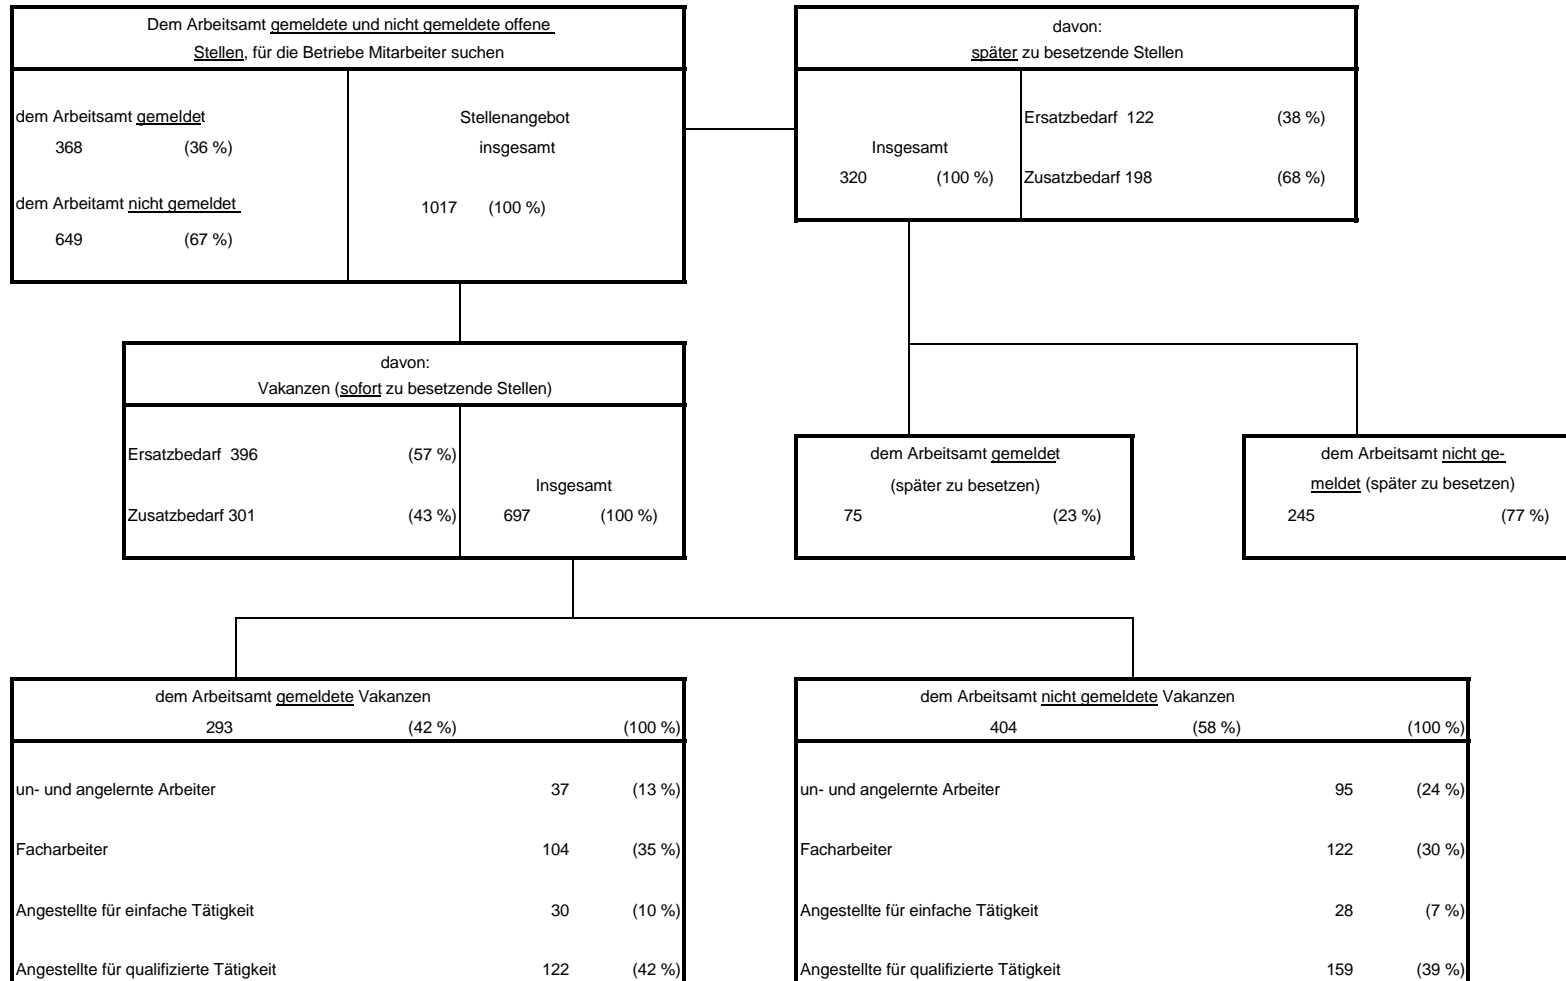 Dem Arbeitsamt gemeldete und nicht gemeldete offene
Stellen, für die Betriebe Mitarbeiter suchen
dem Arbeitsamt gemeldet
368 (36 %)
dem Arbeitamt nicht gemeldet
649 (67 %)
Stellenangebot
insgesamt
1017 (100 %)
davon:
später zu besetzende Stellen
Insgesamt
320 (100 %)
Ersatzbedarf 122 (38 %)
Zusatzbedarf 198 (68 %)
davon:
Vakanzen (sofort zu besetzende Stellen)
Ersatzbedarf 396 (57 %)
Zusatzbedarf 301 (43 %)
Insgesamt
697 (100 %)
dem Arbeitsamt gemeldet
(später zu besetzen)
75 (23 %)
dem Arbeitsamt nicht ge-
meldet (später zu besetzen)
245 (77 %)
dem Arbeitsamt gemeldete Vakanzen
293 (42 %) (100 %)
un- und angelernte Arbeiter 37 (13 %)
Facharbeiter 104 (35 %)
Angestellte für einfache Tätigkeit 30 (10 %)
Angestellte für qualifizierte Tätigkeit 122 (42 %)
dem Arbeitsamt nicht gemeldete Vakanzen
404 (58 %) (100 %)
un- und angelernte Arbeiter 95 (24 %)
Facharbeiter 122 (30 %)
Angestellte für einfache Tätigkeit 28 (7 %)
Angestellte für qualifizierte Tätigkeit 159 (39 %)